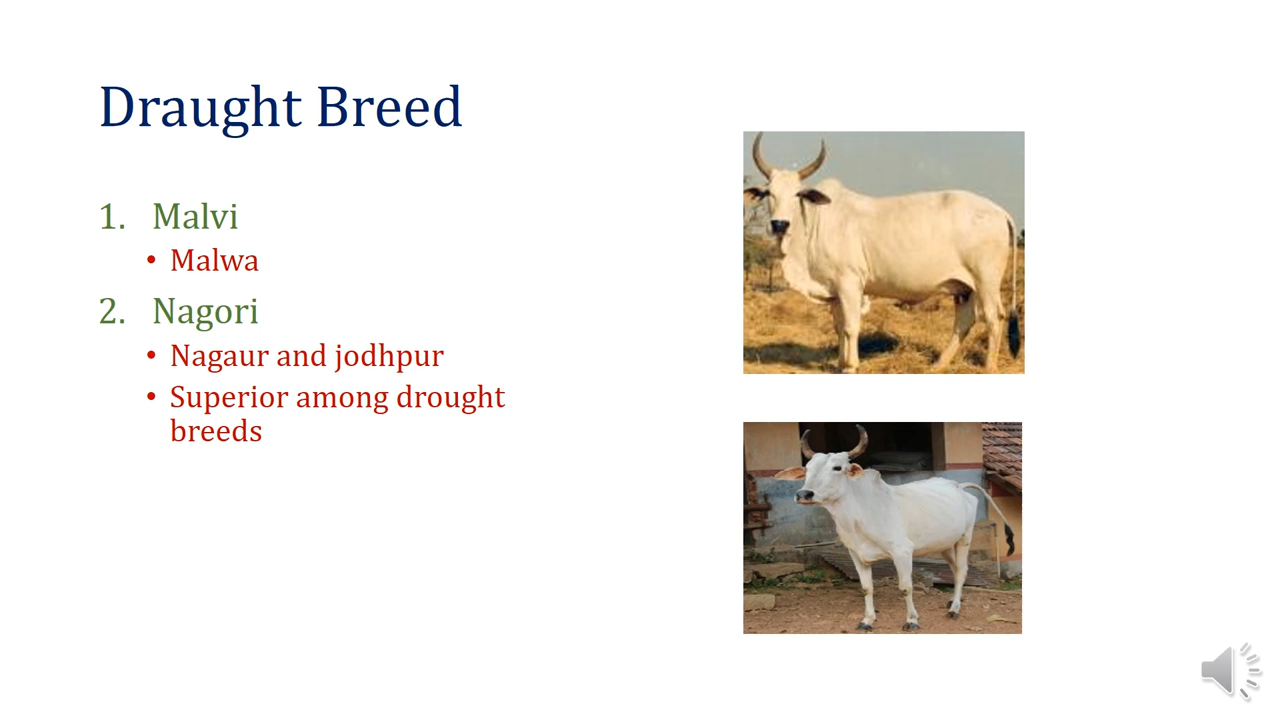 Draught Breed
1. Malvi
• Malwa
2. Nagori
• Nagaur and jodhpur
• Superior among drought
breeds